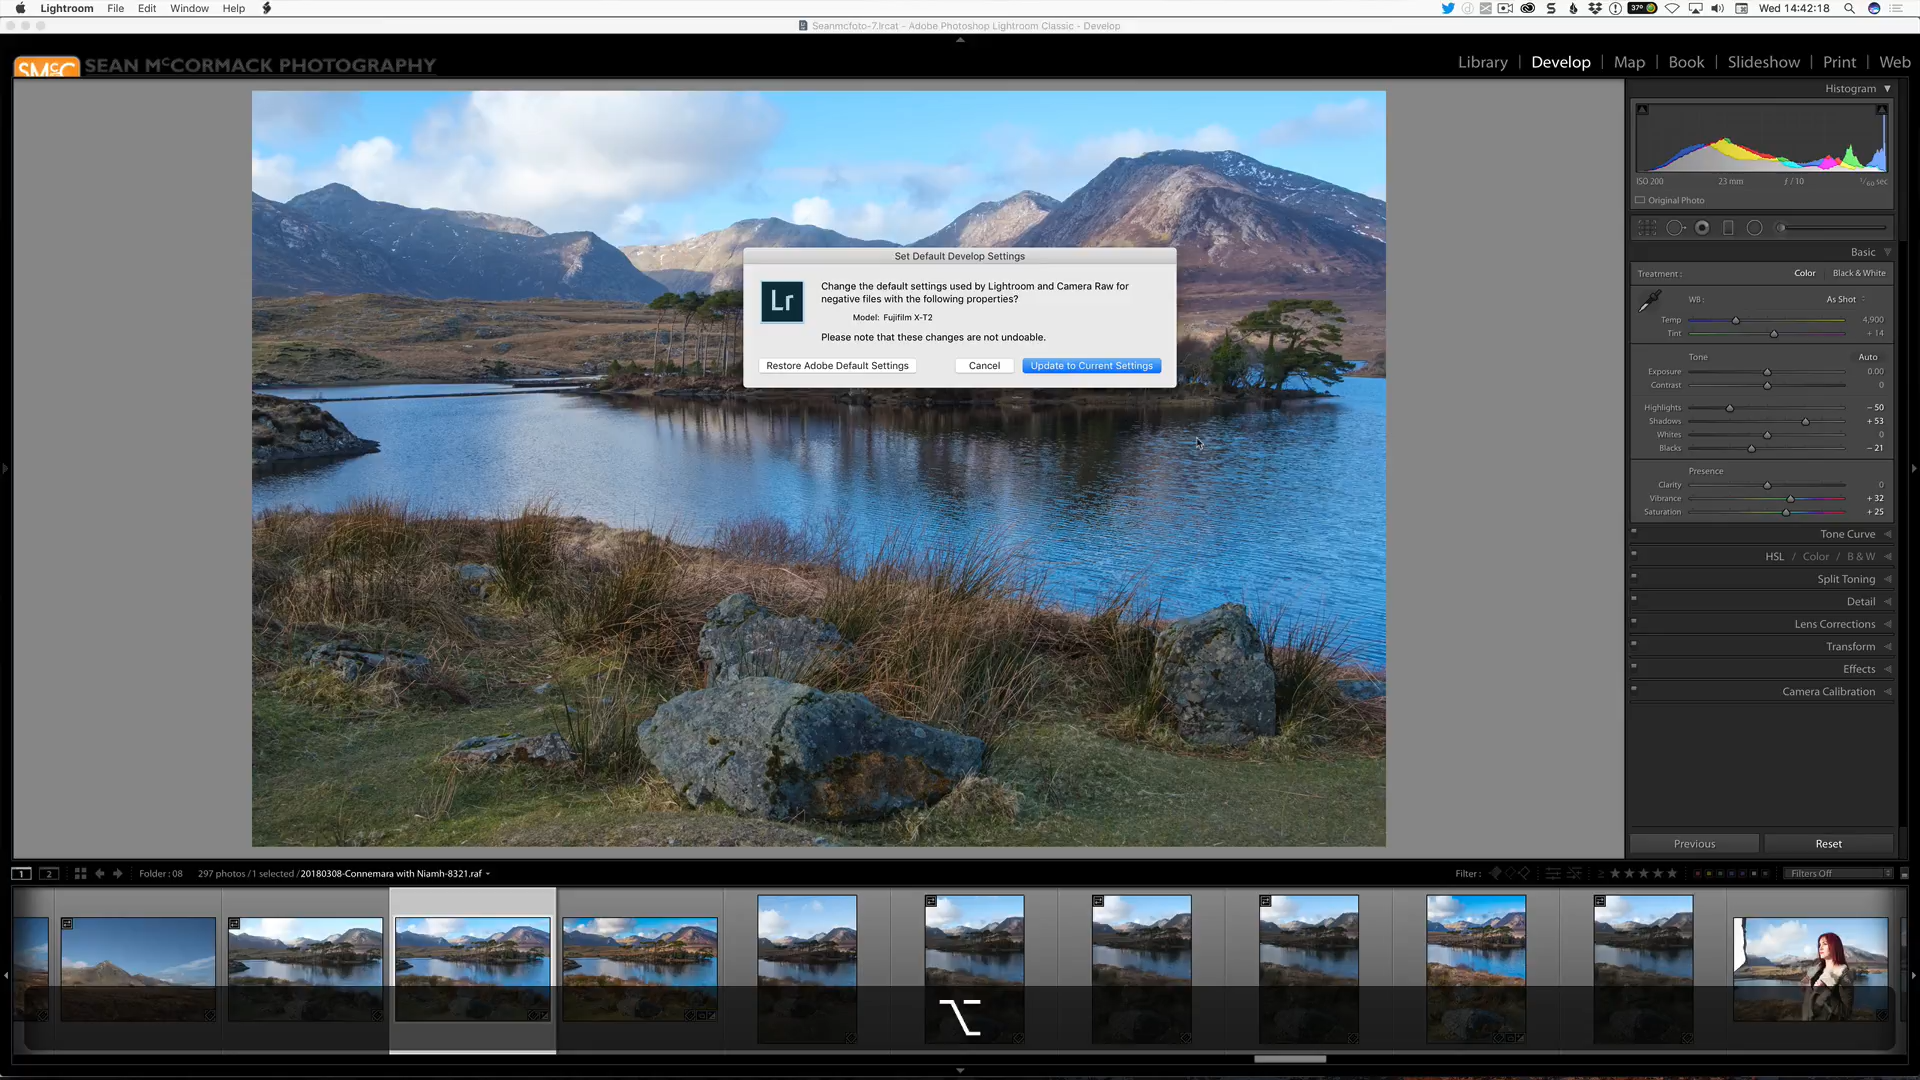 Lightroom File Edit Window Help
37° Wed 14:42:18
Seanmcfoto-7.lrcat - Adobe Photoshop Lightroom Classic - Develop
SMcC SEAN McCORMACK PHOTOGRAPHY
Library | Develop | Map | Book | Slideshow | Print | Web
Histogram
ISO 200 23 mm ƒ / 10 1/60 sec
Original Photo
Basic
Treatment : Color Black & White
WB : As Shot
Temp 4,900
Tint + 14
Tone Auto
Exposure 0.00
Contrast 0
Highlights − 50
Shadows + 53
Whites 0
Blacks − 21
Presence
Clarity 0
Vibrance + 32
Saturation + 25
Tone Curve
HSL / Color / B & W
Split Toning
Detail
Lens Corrections
Transform
Effects
Camera Calibration
Previous Reset
Set Default Develop Settings
Lr
Change the default settings used by Lightroom and Camera Raw for
negative files with the following properties?
Model: Fujifilm X-T2
Please note that these changes are not undoable.
Restore Adobe Default Settings Cancel Update to Current Settings
1 2 Folder : 08 297 photos / 1 selected / 20180308-Connemara with Niamh-8321.raf Filter : Filters Off